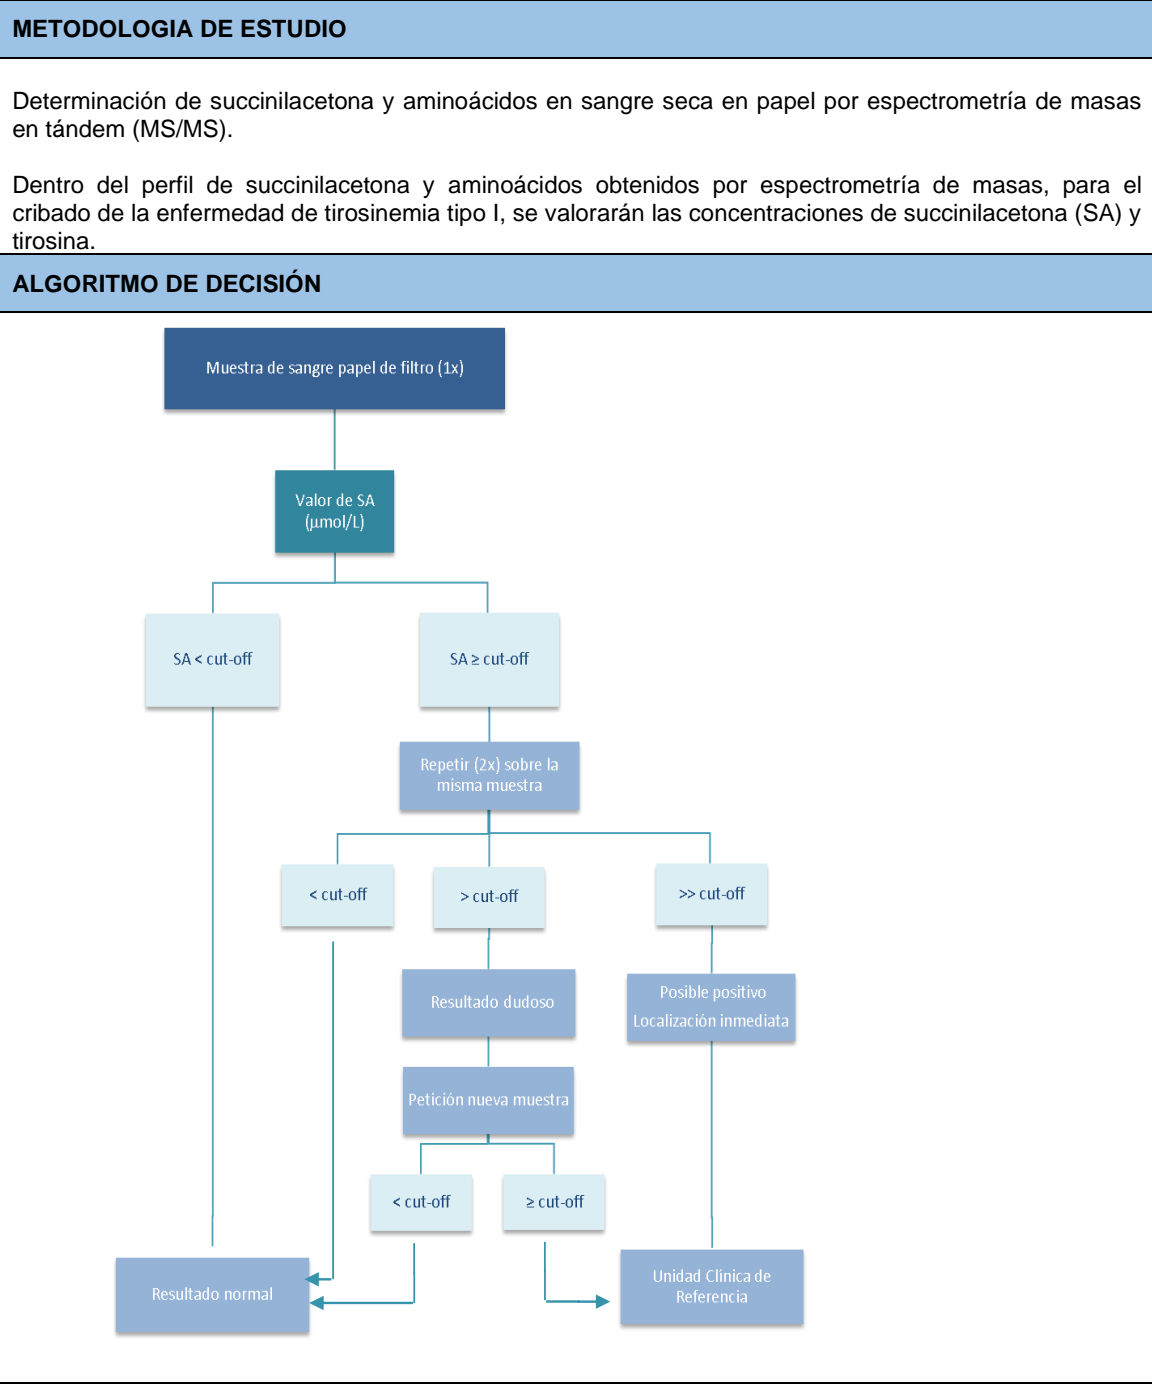 METODOLOGIA DE ESTUDIO
Determinación de succinilacetona y aminoácidos en sangre seca en papel por espectrometría de masas
en tándem (MS/MS).
Dentro del perfil de succinilacetona y aminoácidos obtenidos por espectrometría de masas, para el
cribado de la enfermedad de tirosinemia tipo I, se valorarán las concentraciones de succinilacetona (SA) y
tirosina.
ALGORITMO DE DECISIÓN
Muestra de sangre papel de filtro (1x)
Valor de SA
(µmol/L)
SA < cut-off
SA ≥ cut-off
Repetir (2x) sobre la
misma muestra
< cut-off
> cut-off
>> cut-off
Resultado dudoso
Posible positivo
Localización inmediata
Petición nueva muestra
< cut-off
≥ cut-off
Resultado normal
Unidad Clínica de
Referencia